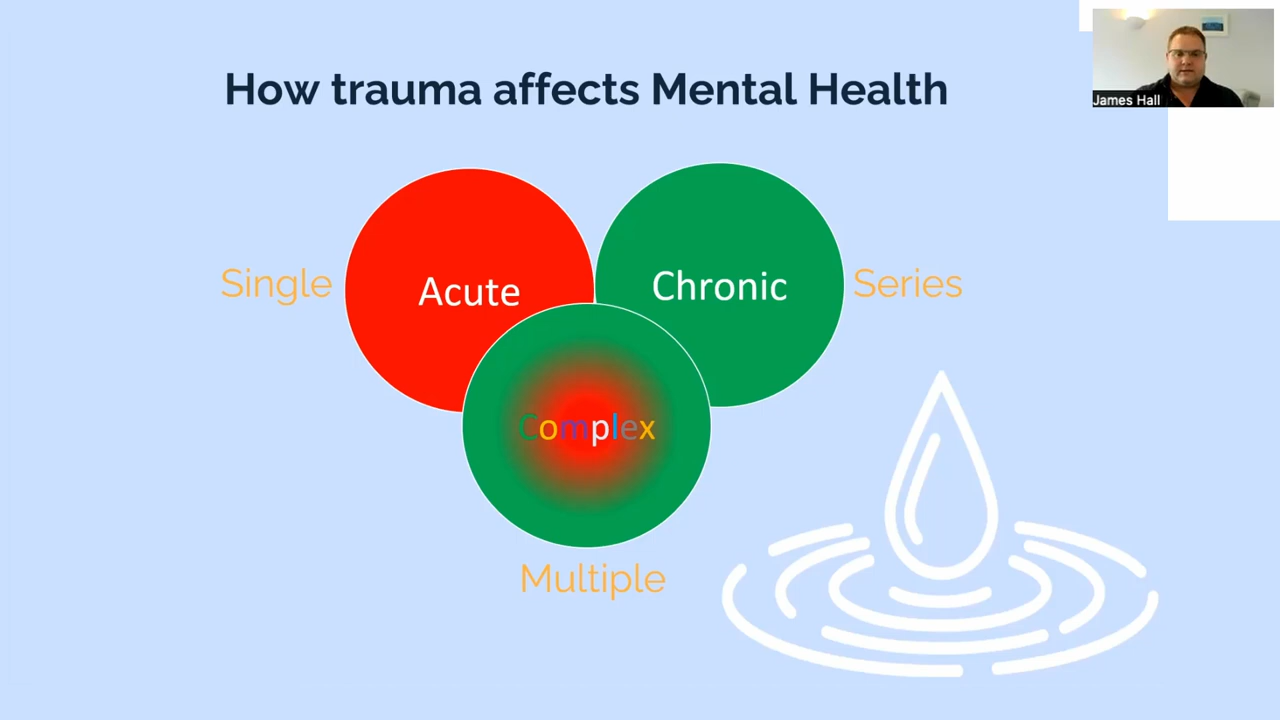 How trauma affects Mental Health
James Hall
Single
Acute
Chronic
Series
Complex
Multiple